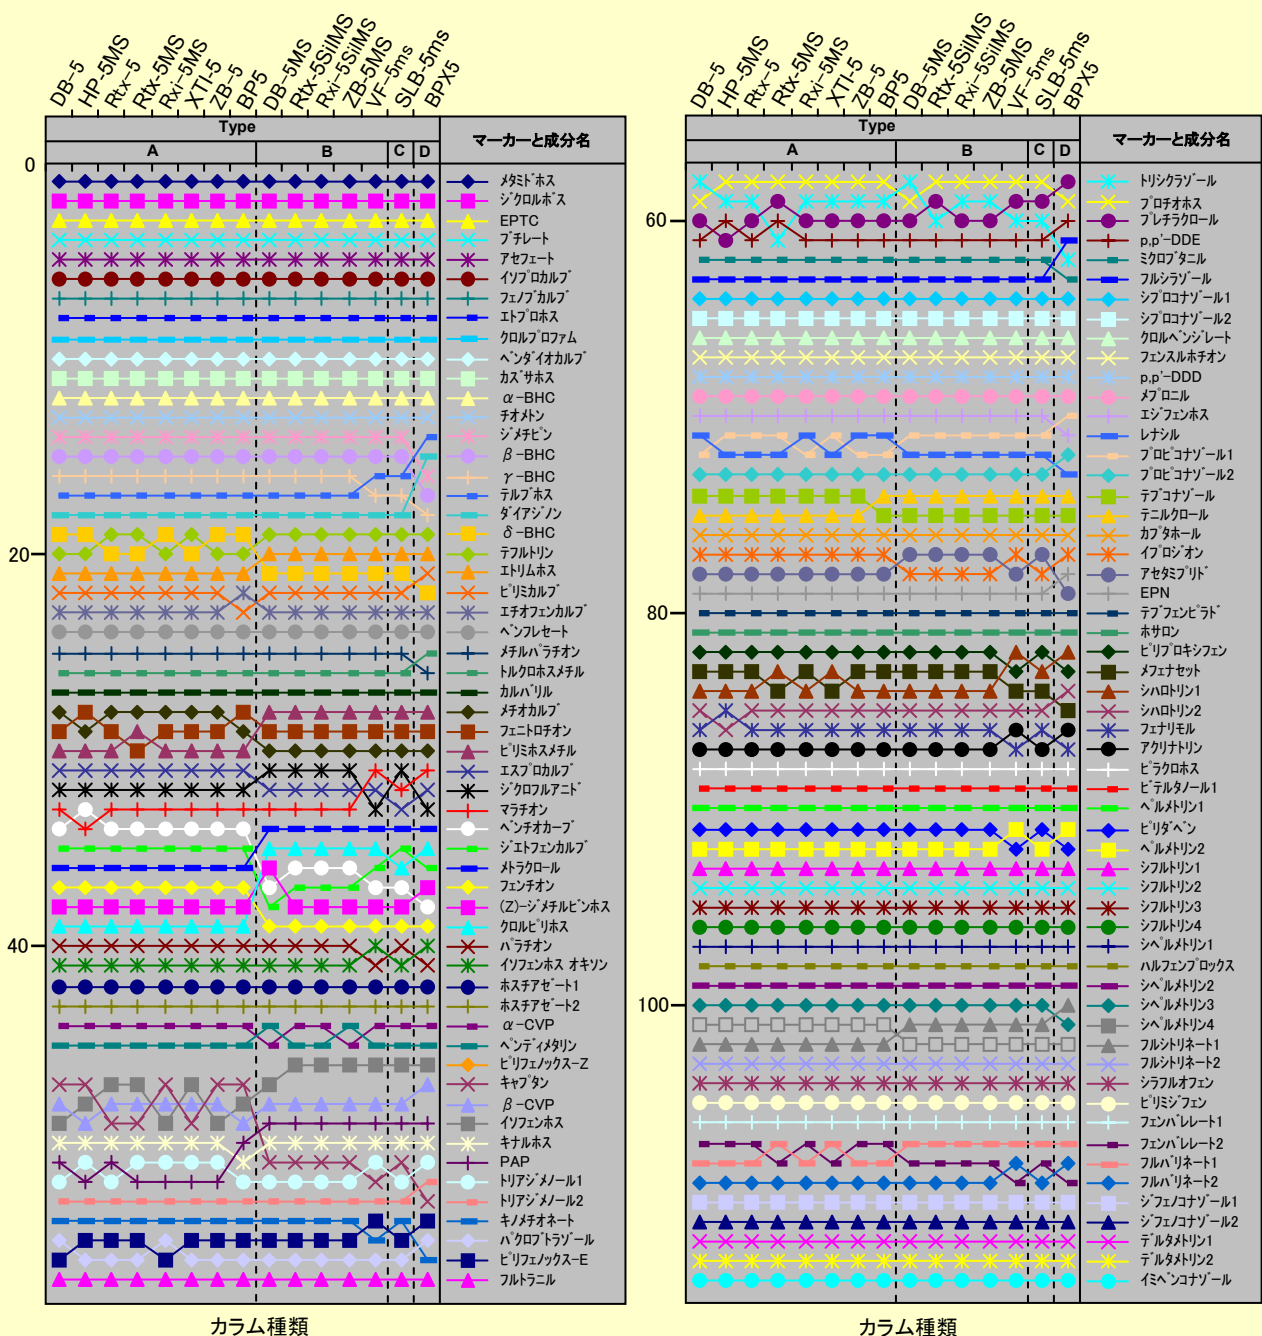 DB-5
HP-5MS
Rtx-5
Rtx-5MS
Rxi-5MS
XTI-5
ZB-5
BP5
DB-5MS
Rtx-5SilMS
Rxi-5SilMS
ZB-5MS
VF-5ms
SLB-5ms
BPX5
Type
マーカーと成分名
A
B
C
D
0
20
40
メタミドホス
ジクロルボス
EPTC
ブチレート
アセフェート
イソプロカルブ
フェノブカルブ
エトプロホス
クロルプロファム
ベンダイオカルブ
カズサホス
α-BHC
チオメトン
ジメチピン
β-BHC
γ-BHC
テルブホス
ダイアジノン
δ-BHC
テフルトリン
エトリムホス
ピリミカルブ
エチオフェンカルブ
ベンフレセート
メチルパラチオン
トルクロホスメチル
カルバリル
メチオカルブ
フェニトロチオン
ピリミホスメチル
エスプロカルブ
ジクロフルアニド
マラチオン
ベンチオカーブ
ジエトフェンカルブ
メトラクロール
フェンチオン
(Z)-ジメチルビンホス
クロルピリホス
パラチオン
イソフェンホス オキソン
ホスチアゼート1
ホスチアゼート2
α-CVP
ペンディメタリン
ピリフェノックス-Z
キャプタン
β-CVP
イソフェンホス
キナルホス
PAP
トリアジメノール1
トリアジメノール2
キノメチオネート
パクロブトラゾール
ピリフェノックス-E
フルトラニル
カラム種類
DB-5
HP-5MS
Rtx-5
Rtx-5MS
Rxi-5MS
XTI-5
ZB-5
BP5
DB-5MS
Rtx-5SilMS
Rxi-5SilMS
ZB-5MS
VF-5ms
SLB-5ms
BPX5
Type
マーカーと成分名
A
B
C
D
60
80
100
トリシクラゾール
プロチオホス
プレチラクロール
p,p'-DDE
ミクロブタニル
フルシラゾール
シプロコナゾール1
シプロコナゾール2
クロルベンジレート
フェンスルホチオン
p,p'-DDD
メプロニル
エジフェンホス
レナシル
プロピコナゾール1
プロピコナゾール2
テブコナゾール
テニルクロール
カプタホール
イプロジオン
アセタミプリド
EPN
テブフェンピラド
ホサロン
ピリプロキシフェン
メフェナセット
シハロトリン1
シハロトリン2
フェナリモル
アクリナトリン
ピラクロホス
ビテルタノール1
ペルメトリン1
ピリダベン
ペルメトリン2
シフルトリン1
シフルトリン2
シフルトリン3
シフルトリン4
シペルメトリン1
ハルフェンプロックス
シペルメトリン2
シペルメトリン3
シペルメトリン4
フルシトリネート1
フルシトリネート2
シラフルオフェン
ピリミジフェン
フェンバレレート1
フェンバレレート2
フルバリネート1
フルバリネート2
ジフェノコナゾール1
ジフェノコナゾール2
デルタメトリン1
デルタメトリン2
イミベンコナゾール
カラム種類